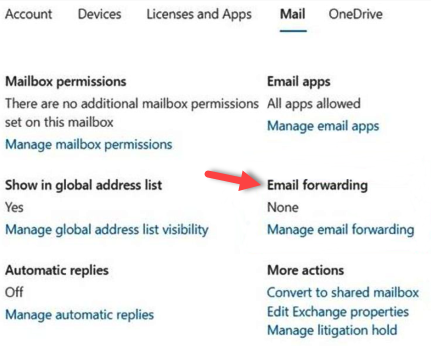 Account Devices Licenses and Apps Mail OneDrive
Mailbox permissions
There are no additional mailbox permissions
set on this mailbox
Manage mailbox permissions
Email apps
All apps allowed
Manage email apps
Show in global address list
Yes
Manage global address list visibility
Email forwarding
None
Manage email forwarding
Automatic replies
Off
Manage automatic replies
More actions
Convert to shared mailbox
Edit Exchange properties
Manage litigation hold